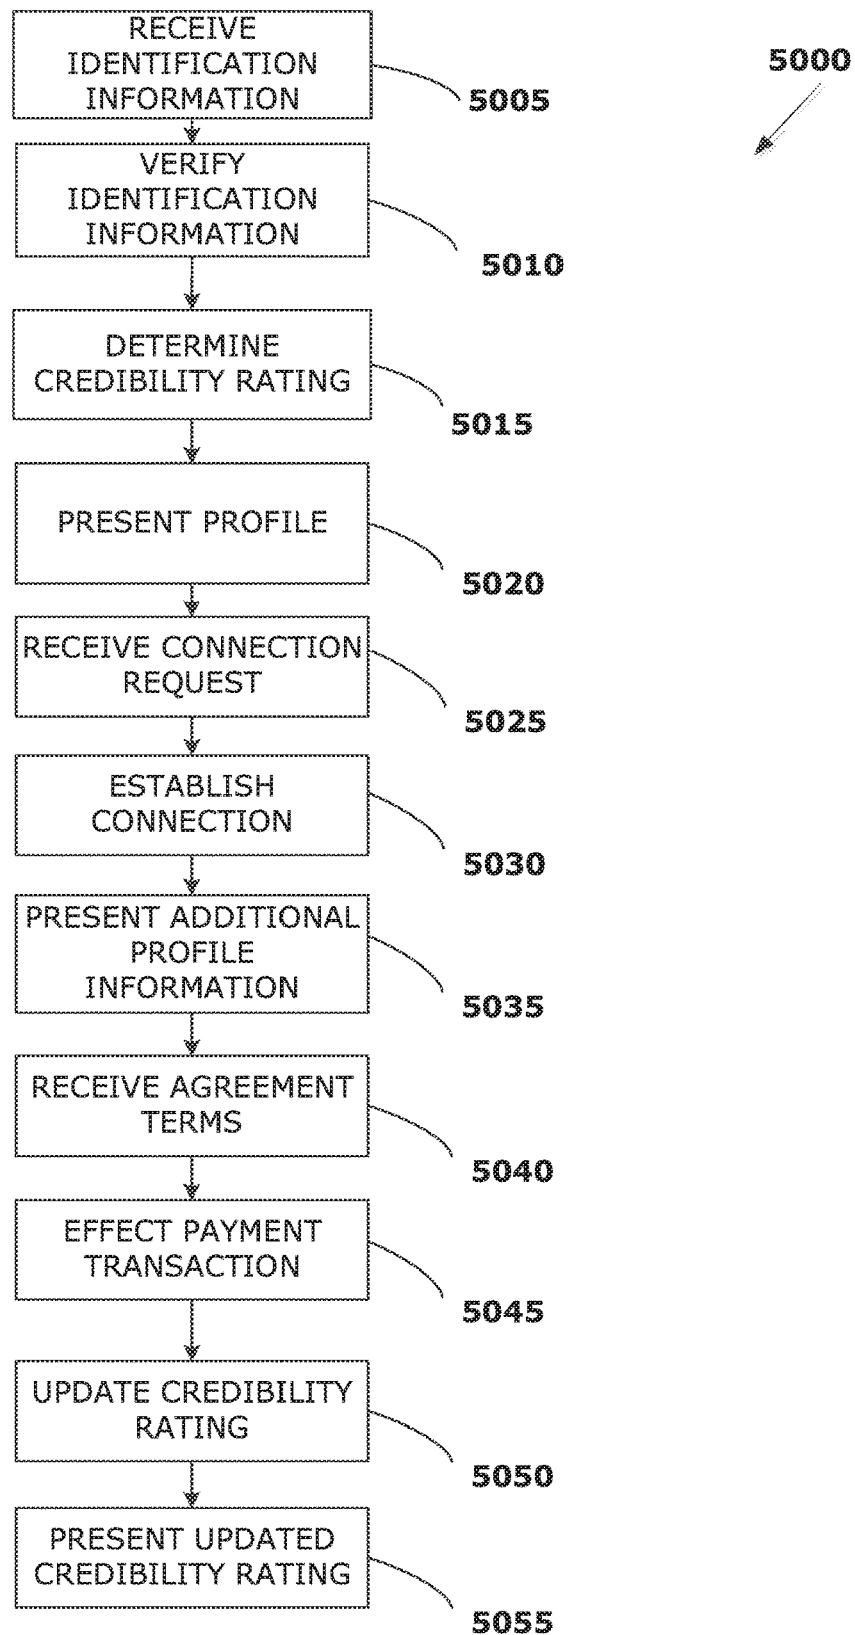 RECEIVE
IDENTIFICATION
INFORMATION
5005
5000
VERIFY
IDENTIFICATION
INFORMATION
5010
DETERMINE
CREDIBILITY RATING
5015
PRESENT PROFILE
5020
RECEIVE CONNECTION
REQUEST
5025
ESTABLISH
CONNECTION
5030
PRESENT ADDITIONAL
PROFILE
INFORMATION
5035
RECEIVE AGREEMENT
TERMS
5040
EFFECT PAYMENT
TRANSACTION
5045
UPDATE CREDIBILITY
RATING
5050
PRESENT UPDATED
CREDIBILITY RATING
5055